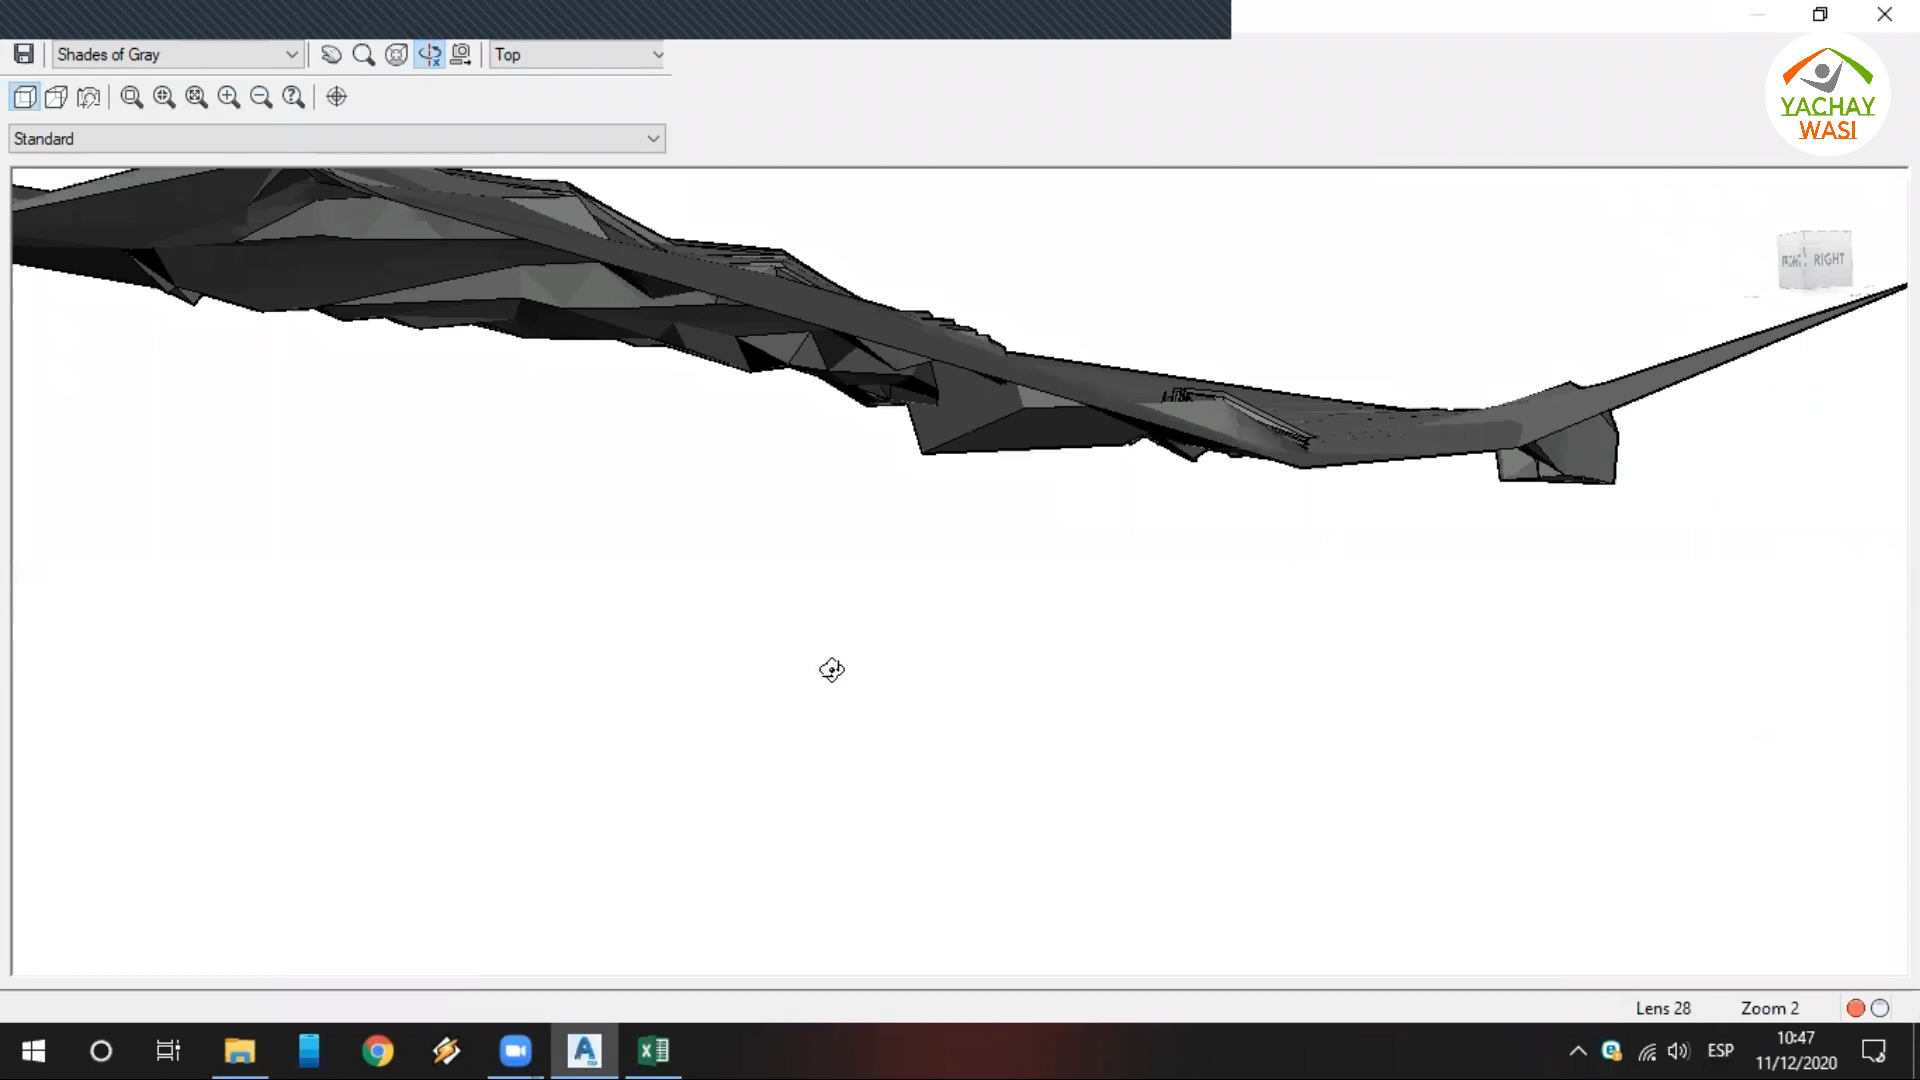 Shades of Gray
Top
YACHAY
WASI
Standard
RIGHT
Lens 28
Zoom 2
ESP
10:47
11/12/2020